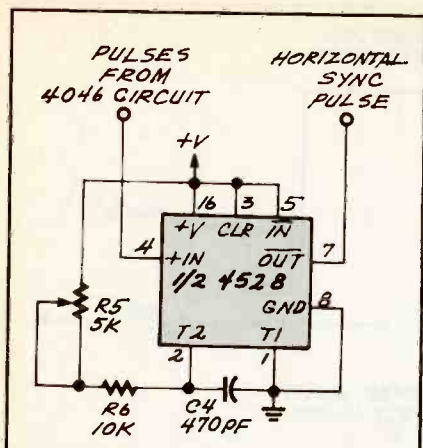 PULSES
FROM
4046 CIRCUIT
HORIZONTAL
SYNC
PULSE
+V
16 3 5
+V CLR IN
4 +IN OUT 7
1/2 4528
GND 8
R5
5K
T2 T1
2 1
R6
10K
C4
470PF